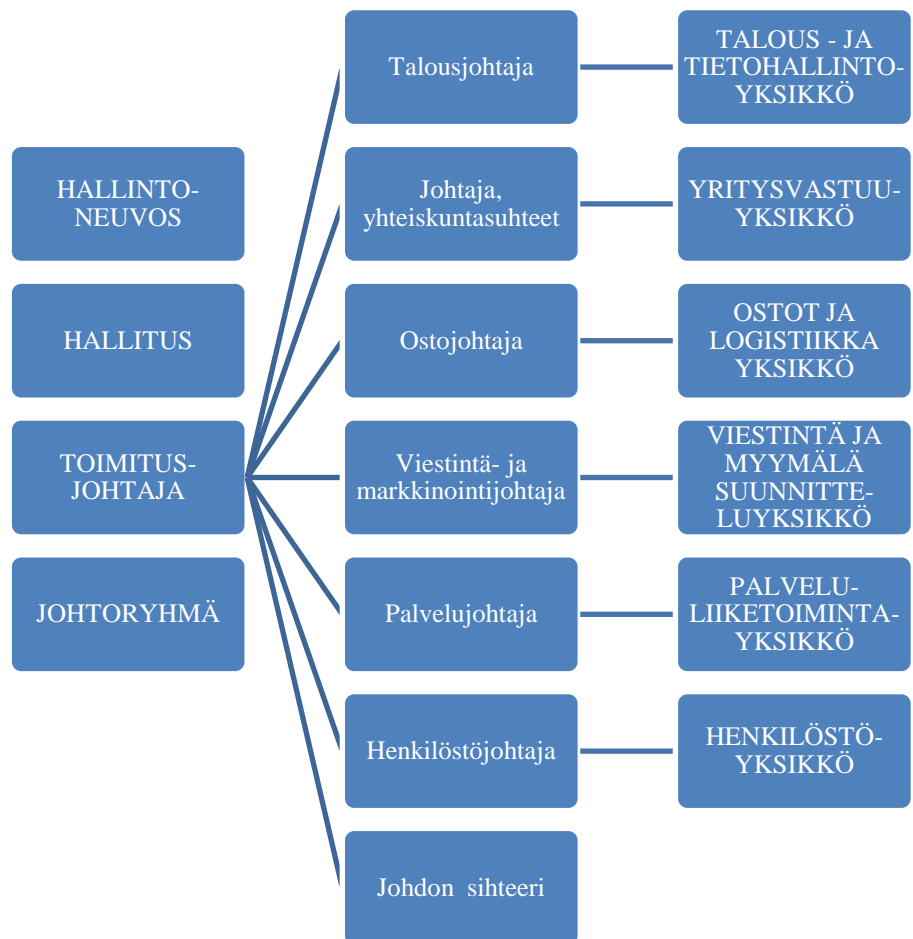 HALLINTO-
NEUVOS
HALLITUS
TOIMITUS-
JOHTAJA
JOHTORYHMÄ
Talousjohtaja
TALOUS - JA
TIETOHALLINTO-
YKSIKKÖ
Johtaja,
yhteiskuntasuhteet
YRITYSVASTUU-
YKSIKKÖ
Ostojohtaja
OSTOT JA
LOGISTIIKKA
YKSIKKÖ
Viestintä- ja
markkinointijohtaja
VIESTINTÄ JA
MYYMÄLÄ
SUUNNITTE-
LUYKSIKKÖ
Palvelujohtaja
PALVELU-
LIIKETOIMINTA-
YKSIKKÖ
Henkilöstöjohtaja
HENKILÖSTÖ-
YKSIKKÖ
Johdon sihteeri